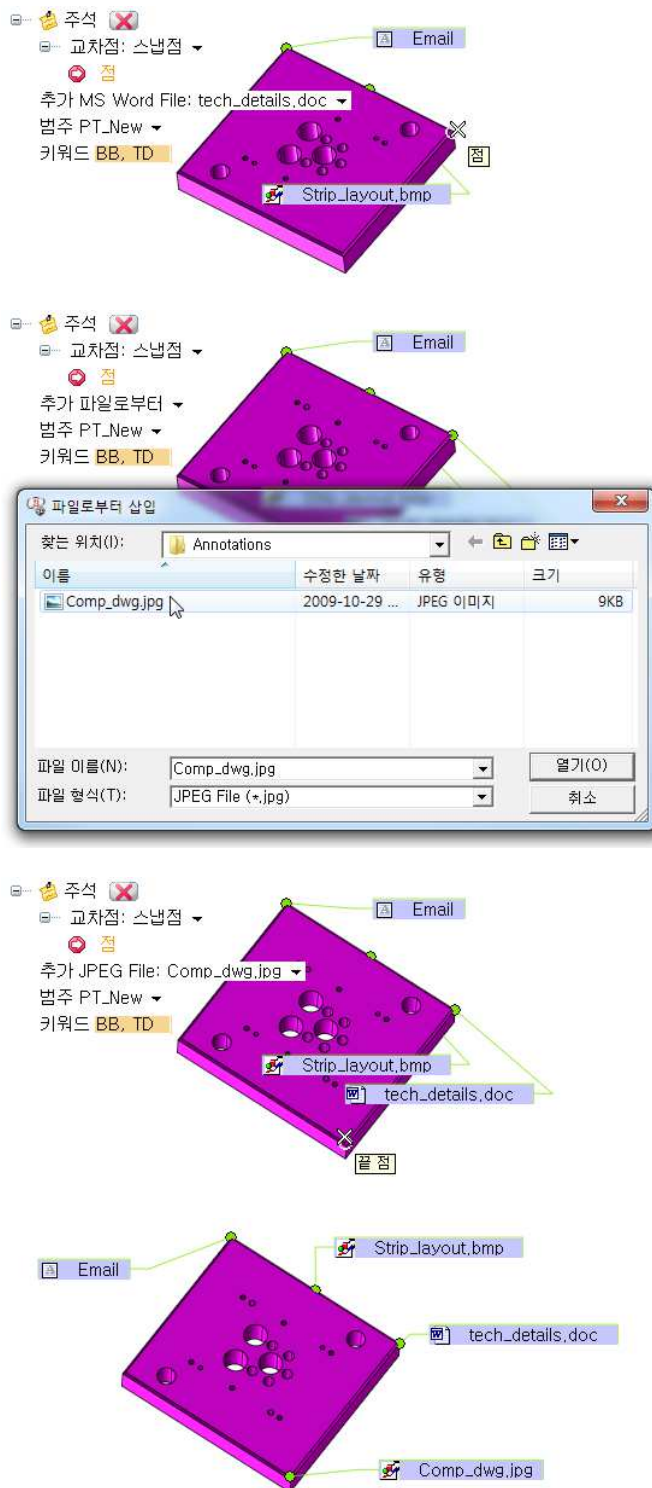 주석
Email
교차점: 스냅점
점
추가 MS Word File: tech_details.doc
범주 PT_New
점
키워드 BB, TD
Strip_layout.bmp
주석
Email
교차점: 스냅점
점
추가 파일로부터
범주 PT_New
키워드 BB, TD
파일로부터 삽입
찾는 위치(I): Annotations
이름 수정한 날짜 유형 크기
Comp_dwg.jpg 2009-10-29 ... JPEG 이미지 9KB
파일 이름(N): Comp_dwg.jpg 열기(O)
파일 형식(T): JPEG File (*.jpg) 취소
주석
Email
교차점: 스냅점
점
추가 JPEG File: Comp_dwg.jpg
범주 PT_New
키워드 BB, TD
Strip_layout.bmp
tech_details.doc
끝 점
Strip_layout.bmp
Email
tech_details.doc
Comp_dwg.jpg